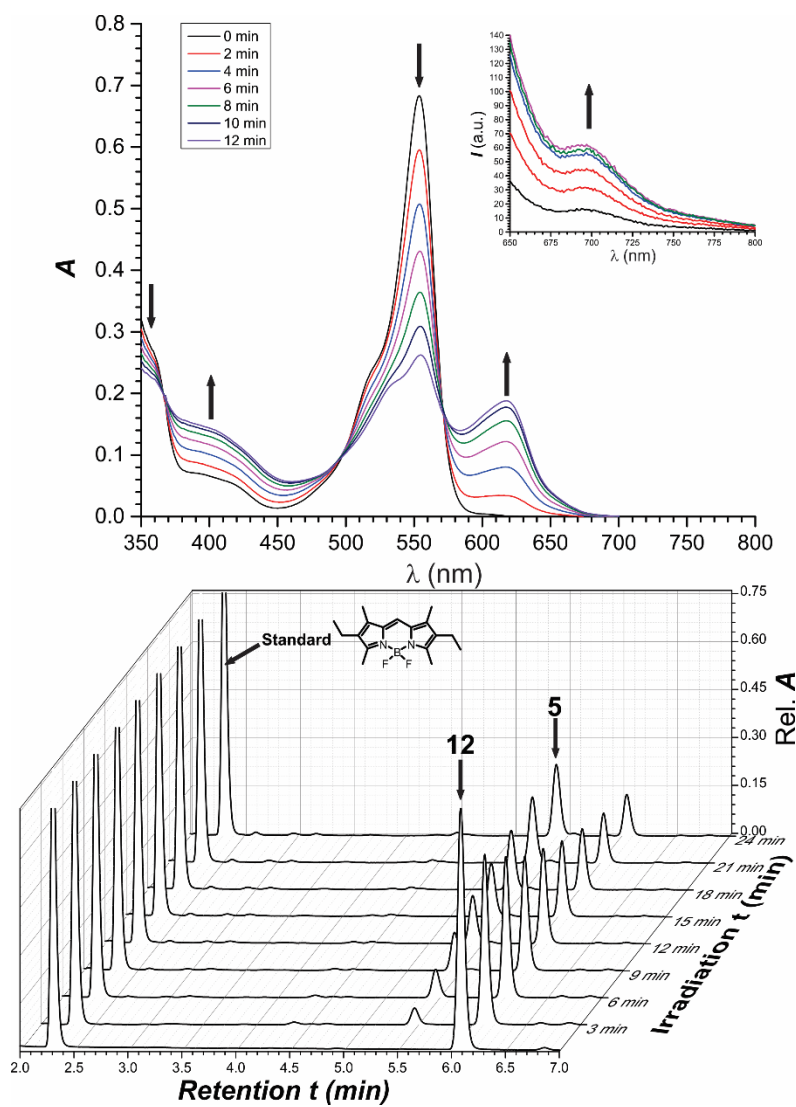 0.8
0.7
0.6
0.5
0.4
0.3
0.2
0.1
0.0
A
0 min
2 min
4 min
6 min
8 min
10 min
12 min
350 400 450 500 550 600 650 700 750 800
λ (nm)
140
130
120
110
100
90
80
70
60
50
40
30
20
10
0
I (a.u.)
650 675 700 725 750 775 800
λ (nm)
Standard
N N
B
F F
12
5
0.75
0.60
0.45
0.30
0.15
0.00
Rel. A
24 min
21 min
18 min
15 min
12 min
9 min
6 min
3 min
Irradiation t (min)
2.0 2.5 3.0 3.5 4.0 4.5 5.0 5.5 6.0 6.5 7.0
Retention t (min)